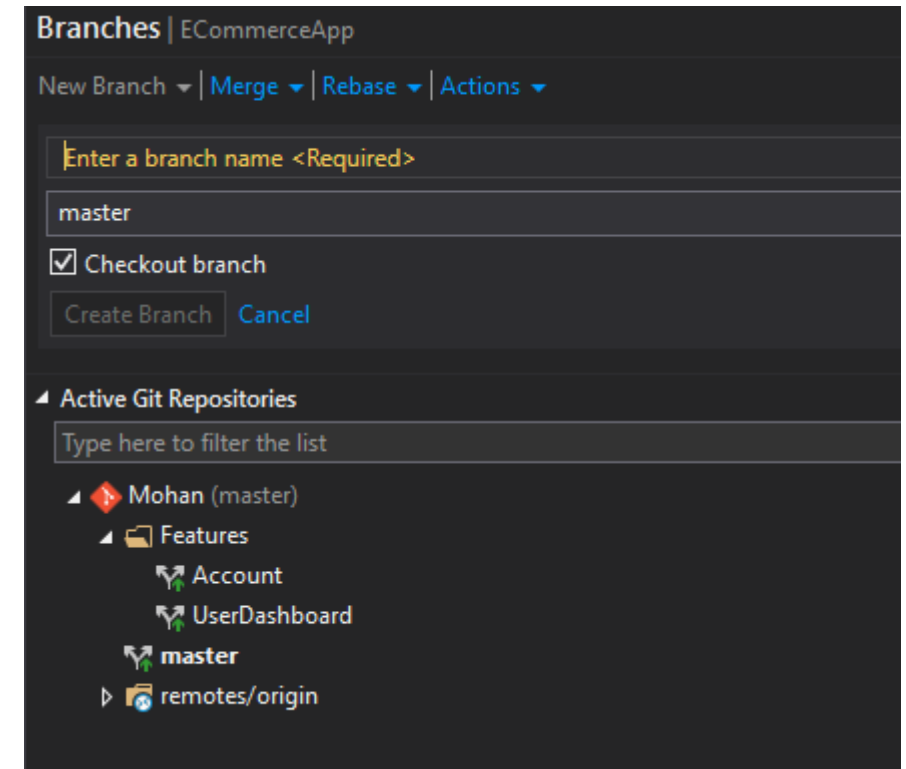 Branches | ECommerceApp
New Branch | Merge | Rebase | Actions
Enter a branch name <Required>
master
Checkout branch
Create Branch Cancel
Active Git Repositories
Type here to filter the list
Mohan (master)
Features
Account
UserDashboard
master
remotes/origin